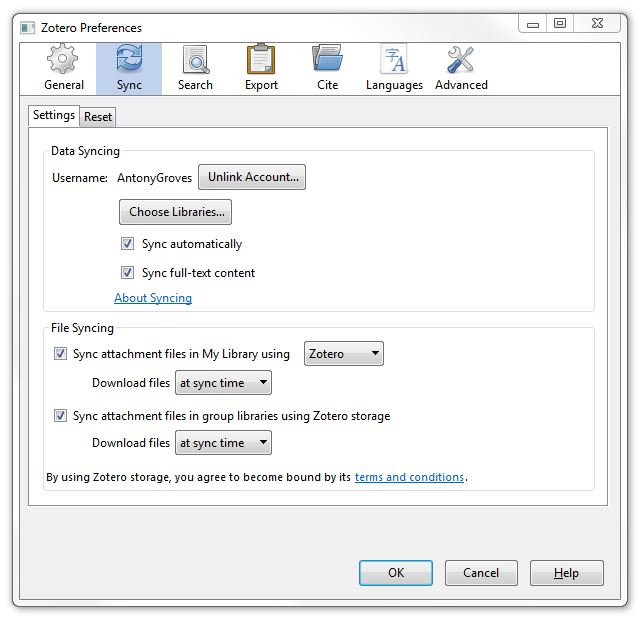 Zotero Preferences
General Sync Search Export Cite Languages Advanced
Settings Reset
Data Syncing
Username: AntonyGroves Unlink Account...
Choose Libraries...
Sync automatically
Sync full-text content
About Syncing
File Syncing
Sync attachment files in My Library using Zotero
Download files at sync time
Sync attachment files in group libraries using Zotero storage
Download files at sync time
By using Zotero storage, you agree to become bound by its terms and conditions.
OK Cancel Help